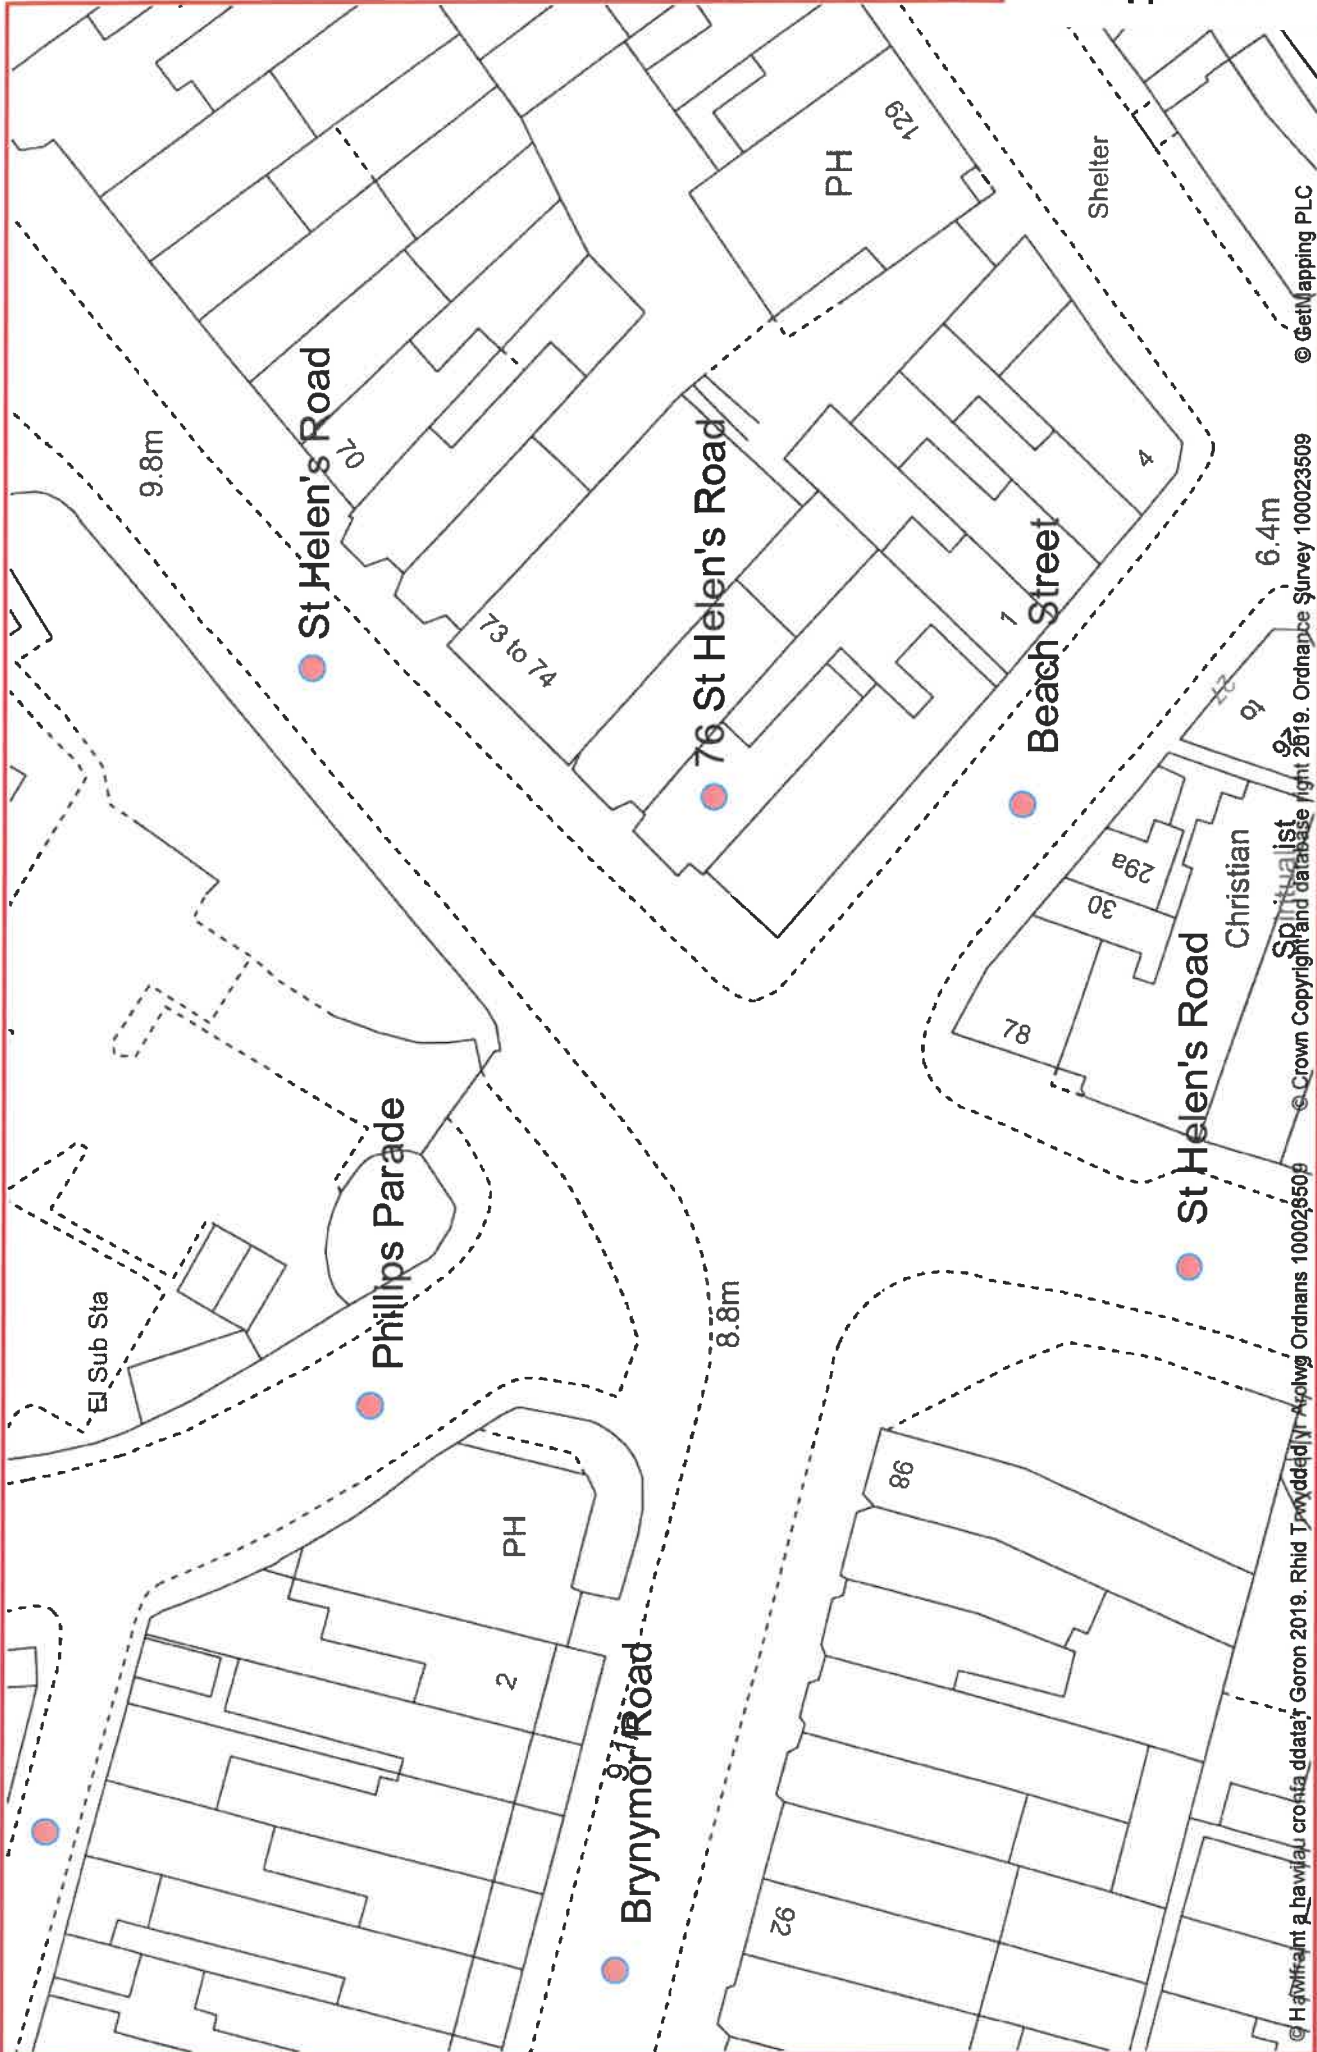 El Sub Sta
9.8m
St Helen's Road
70
Phillips Parade
73 to 74
PH
129
76 St Helen's Road
PH
2
8.8m
Brynymor Road
98
92
1
Beach Street
4
Shelter
78
30
29a
27
to
6.4m
Christian
Spiritualist
St Helen's Road
© Hawlfraint a hawliau cronfa ddata'r Goron 2019. Rhid Trwydded yr Arolwg Ordnans 100023509
© Crown Copyright and database right 2019. Ordnance Survey 100023509
© GetMapping PLC